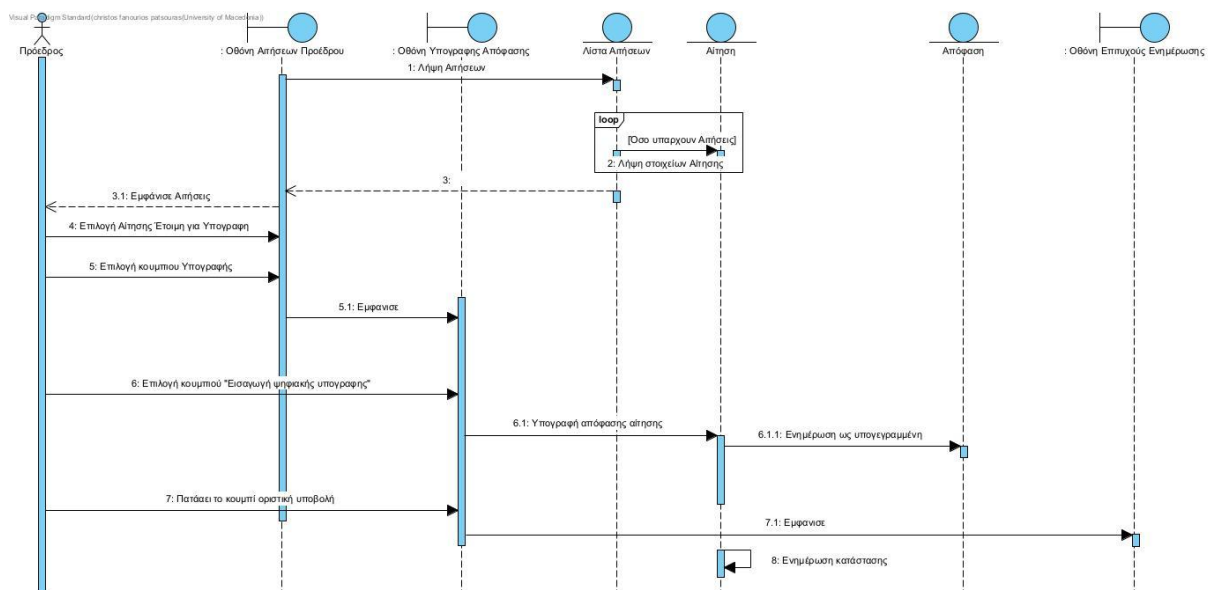 Visual Paradigm Standard(christos fanourios patsouras(University of Macedonia))
Πρόεδρος
: Οθόνη Αιτήσεων Προέδρου
: Οθόνη Υπογραφης Απόφασης
Λίστα Αιτήσεων
Αίτηση
Απόφαση
: Οθόνη Επιτυχούς Ενημέρωσης
1: Λήψη Αιτήσεων
loop
[Όσο υπαρχουν Αιτήσεις]
2: Λήψη στοιχείων Αίτησης
3:
3.1: Εμφάνισε Αιτήσεις
4: Επιλογή Αίτησης Έτοιμη για Υπογραφη
5: Επιλογή κουμπιου Υπογραφής
5.1: Εμφανισε
6: Επιλογή κουμπιού "Εισαγωγή ψηφιακής υπογραφης"
6.1: Υπογραφή απόφασης αίτησης
6.1.1: Ενημέρωση ως υπογεγραμμένη
7: Πατάαει το κουμπί οριστική υποβολή
7.1: Εμφανισε
8: Ενημέρωση κατάστασης